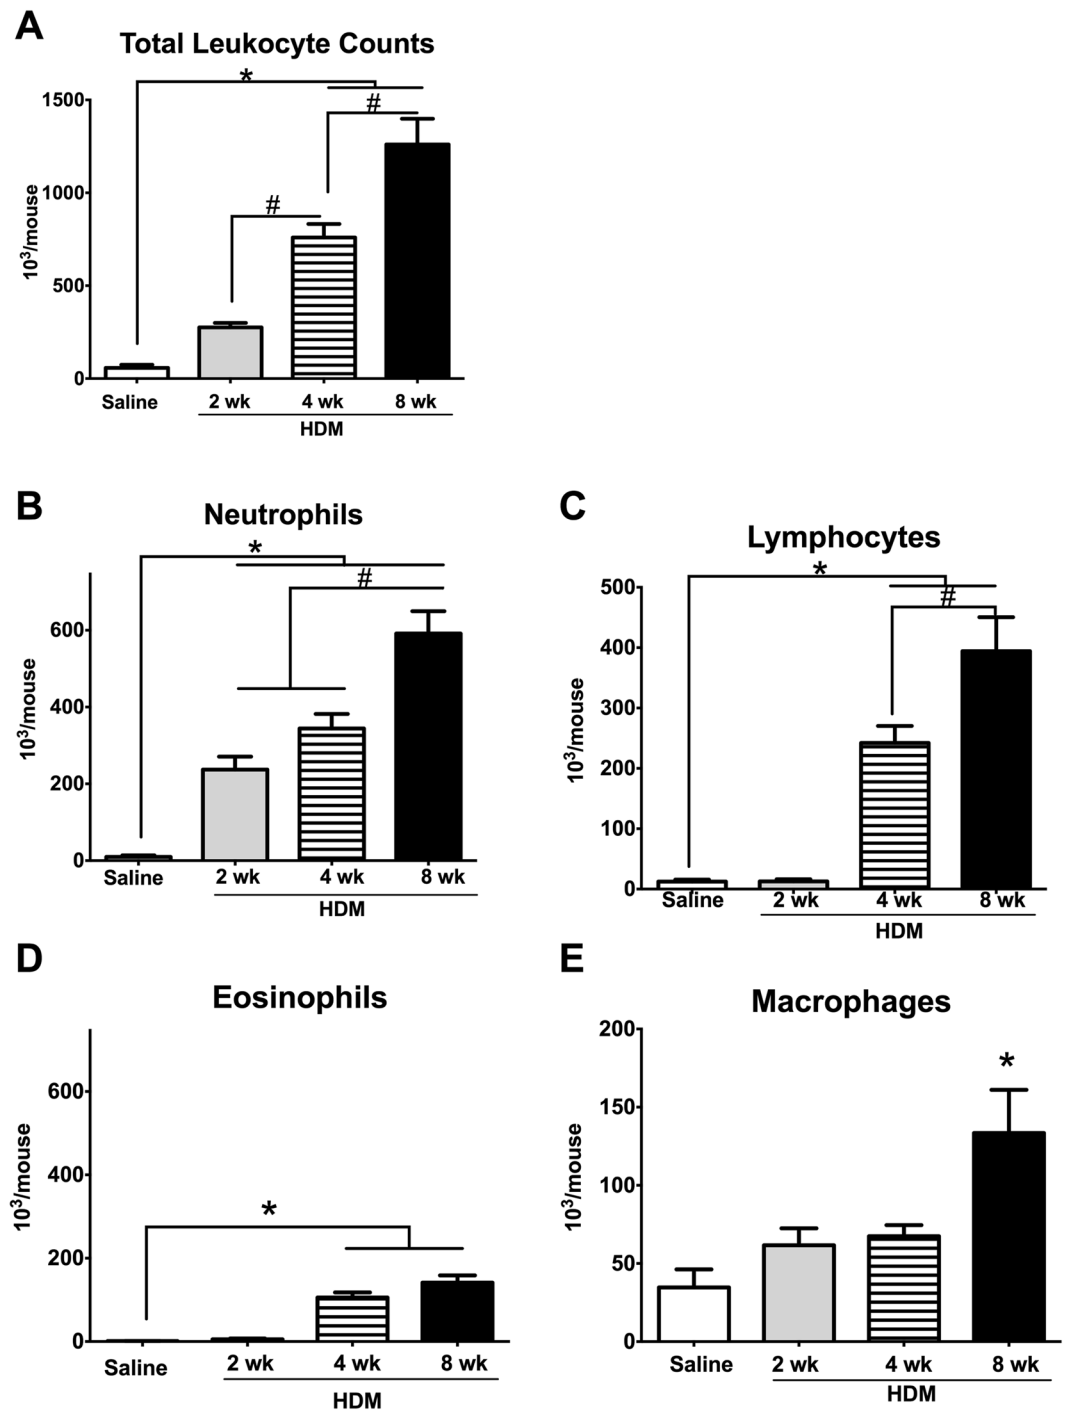 A
Total Leukocyte Counts
*
#
#
1500
1000
500
0
10³/mouse
Saline
2 wk
4 wk
8 wk
HDM
B
Neutrophils
*
#
600
400
200
0
10³/mouse
Saline
2 wk
4 wk
8 wk
HDM
C
Lymphocytes
*
#
500
400
300
200
100
0
10³/mouse
Saline
2 wk
4 wk
8 wk
HDM
D
Eosinophils
*
600
400
200
0
10³/mouse
Saline
2 wk
4 wk
8 wk
HDM
E
Macrophages
*
200
150
100
50
0
10³/mouse
Saline
2 wk
4 wk
8 wk
HDM